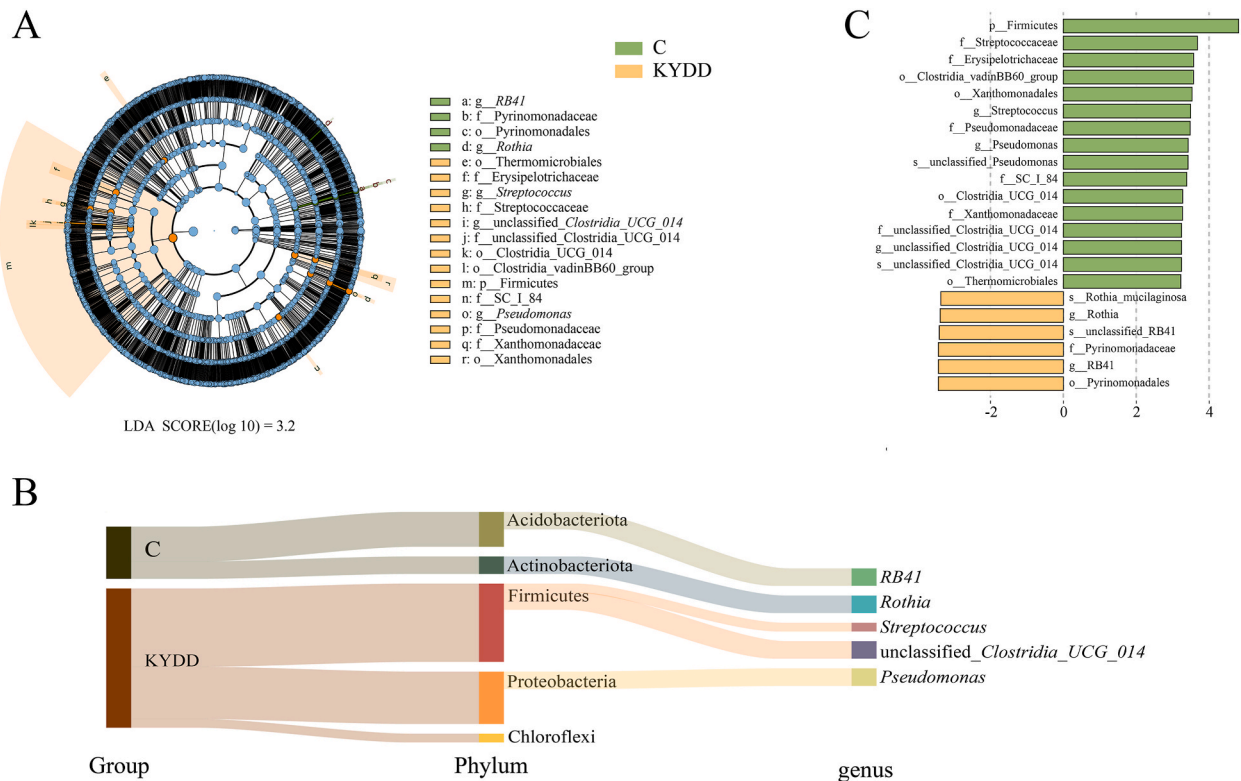 A
C
KYDD
a: g__RB41
b: f__Pyrinomonadaceae
c: o__Pyrinomonadales
d: g__Rothia
e: o__Thermomicrobiales
f: f__Erysipelotrichaceae
g: g__Streptococcus
h: f__Streptococcaceae
i: g__unclassified_Clostridia_UCG_014
j: f__unclassified_Clostridia_UCG_014
k: o__Clostridia_UCG_014
l: o__Clostridia_vadinBB60_group
m: p__Firmicutes
n: f__SC_I_84
o: g__Pseudomonas
p: f__Pseudomonadaceae
q: f__Xanthomonadaceae
r: o__Xanthomonadales
e
f
h
g
lk
j
i
m
d
a
b
c
q
r
o
p
n
LDA SCORE(log 10) = 3.2
C
p__Firmicutes
f__Streptococcaceae
f__Erysipelotrichaceae
o__Clostridia_vadinBB60_group
o__Xanthomonadales
g__Streptococcus
f__Pseudomonadaceae
g__Pseudomonas
s__unclassified_Pseudomonas
f__SC_I_84
o__Clostridia_UCG_014
f__Xanthomonadaceae
f__unclassified_Clostridia_UCG_014
g__unclassified_Clostridia_UCG_014
s__unclassified_Clostridia_UCG_014
o__Thermomicrobiales
s__Rothia_mucilaginosa
g__Rothia
s__unclassified_RB41
f__Pyrinomonadaceae
g__RB41
o__Pyrinomonadales
-2 0 2 4
B
C
KYDD
Acidobacteriota
Actinobacteriota
Firmicutes
Proteobacteria
Chloroflexi
RB41
Rothia
Streptococcus
unclassified_Clostridia_UCG_014
Pseudomonas
Group Phylum genus